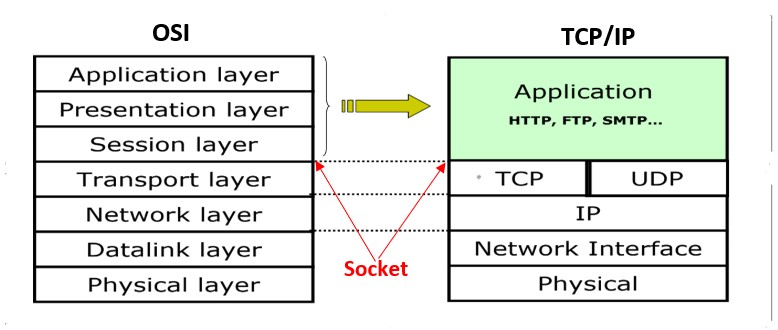 OSI
TCP/IP
Application layer
Presentation layer
Session layer
Transport layer
Network layer
Datalink layer
Physical layer
Application
HTTP, FTP, SMTP...
TCP
UDP
IP
Network Interface
Physical
Socket